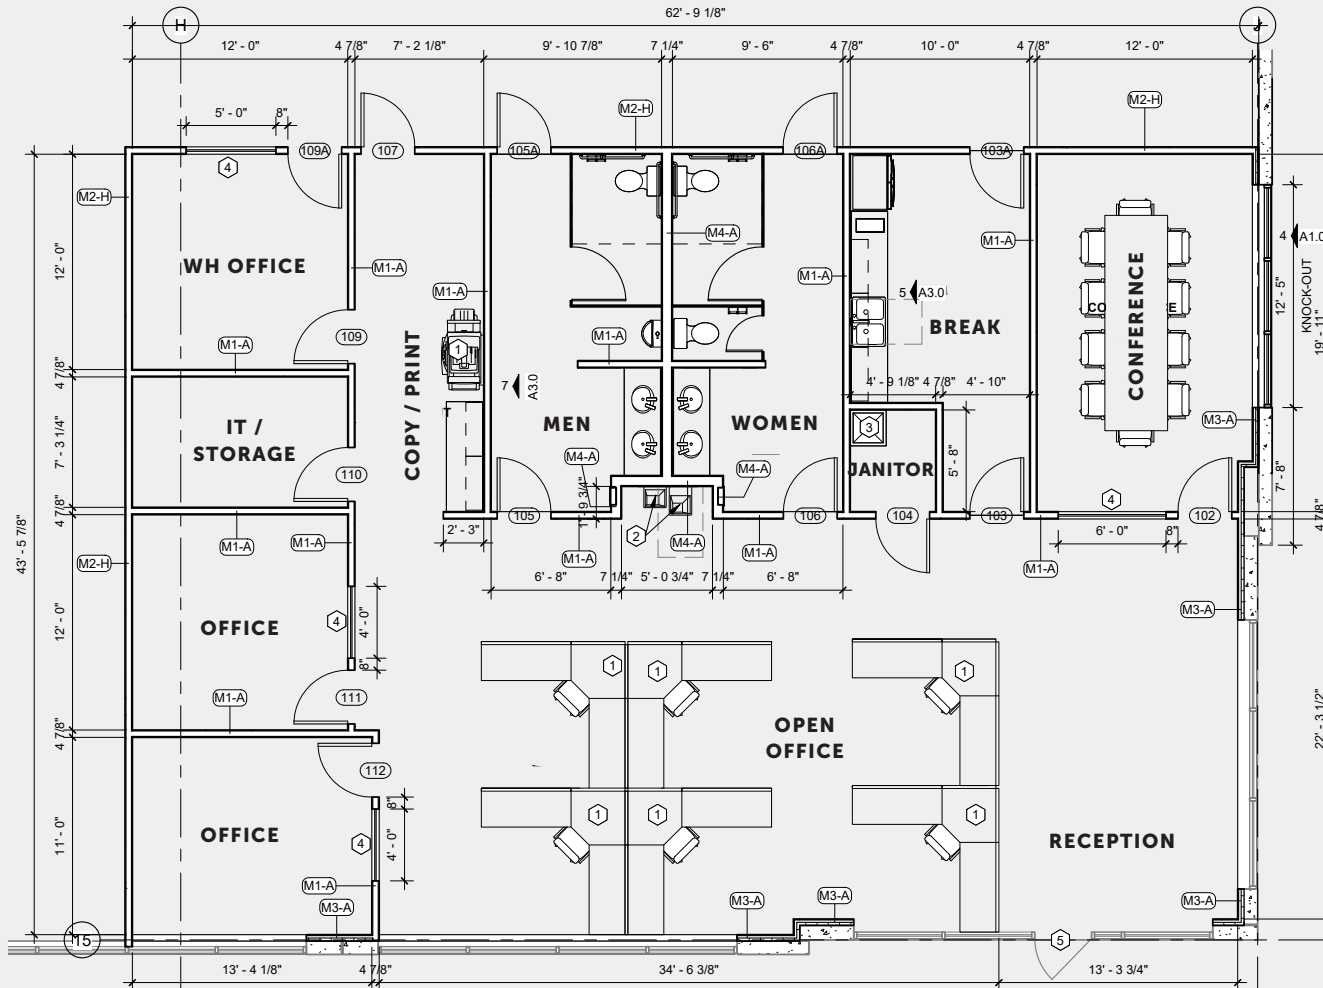 62' - 9 1/8"
H
J
12' - 0"
4 7/8"
7' - 2 1/8"
9' - 10 7/8"
7 1/4"
9' - 6"
4 7/8"
10' - 0"
4 7/8"
12' - 0"
5' - 0"
8"
M2-H
M2-H
109A
107
105A
106A
103A
4
M2-H
M4-A
M1-A
4
A1.0
12' - 0"
WH OFFICE
M1-A
M1-A
5
A3.0
12' - 5"
KNOCK-OUT
19' - 11"
CONFERENCE
BREAK
109
1
M1-A
M1-A
4 7/8"
7
A3.0
4' - 9 1/8"
4 7/8"
4' - 10"
COPY / PRINT
IT /
STORAGE
7' - 3 1/4"
MEN
WOMEN
3
M3-A
M4-A
M4-A
JANITOR
5' - 8"
7' - 8"
110
1' - 9 3/4"
4
4 7/8"
2' - 3"
105
106
104
103
102
4 7/8"
43' - 5 7/8"
M1-A
M1-A
2
M4-A
6' - 0"
8"
M2-H
M1-A
M1-A
M1-A
6' - 8"
7 1/4"
5' - 0 3/4"
7 1/4"
6' - 8"
M3-A
12' - 0"
OFFICE
4
4' - 0"
8"
1
1
1
M1-A
111
4 7/8"
OPEN
OFFICE
22' - 3 1/2"
112
8"
11' - 0"
OFFICE
4
4' - 0"
1
1
1
RECEPTION
M1-A
M3-A
M3-A
M3-A
M3-A
15
5
13' - 4 1/8"
4 7/8"
34' - 6 3/8"
13' - 3 3/4"